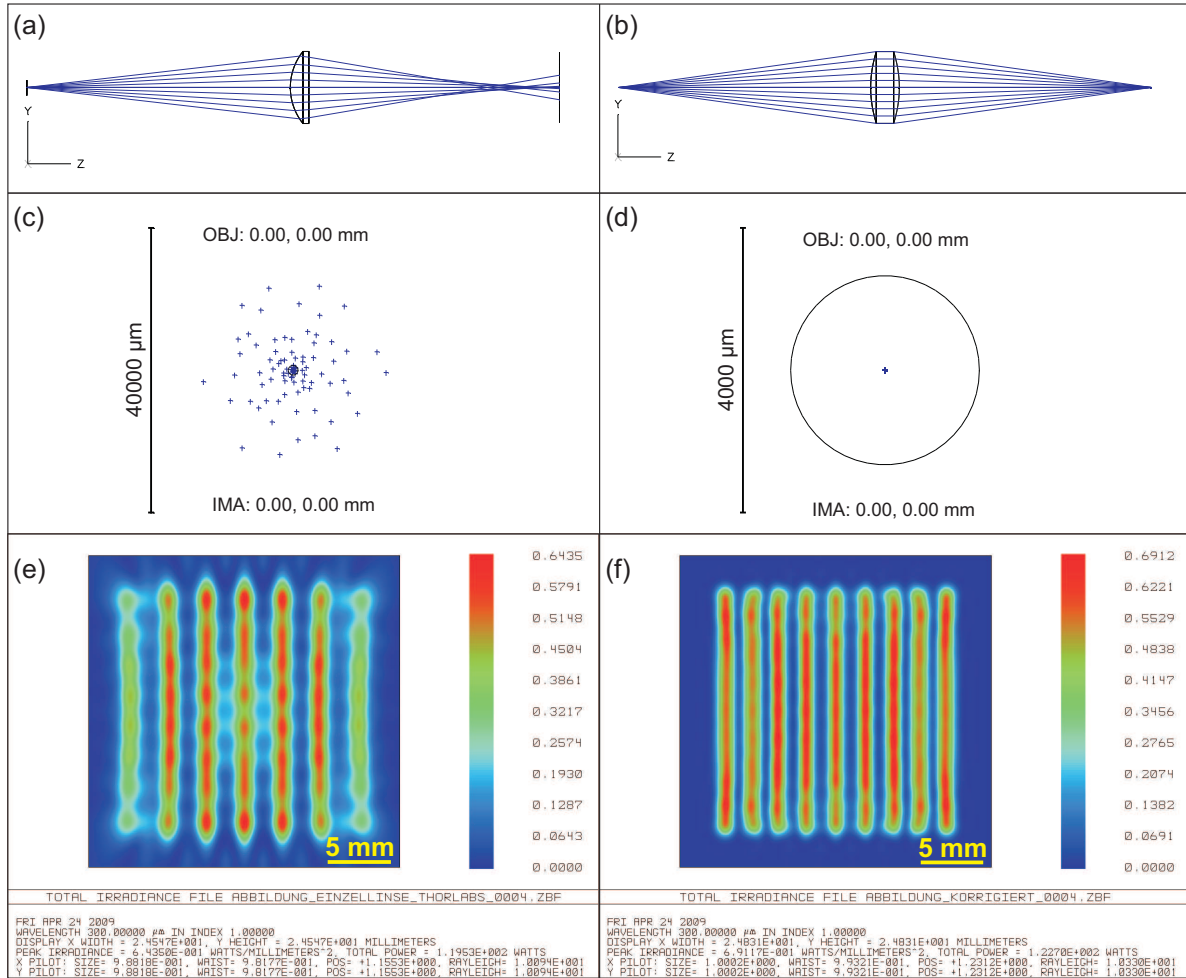 (a)
Y
X
Z
(b)
Y
X
Z
(c)
OBJ: 0.00, 0.00 mm
40000 µm
IMA: 0.00, 0.00 mm
(d)
OBJ: 0.00, 0.00 mm
4000 µm
IMA: 0.00, 0.00 mm
(e)
5 mm
0.6435
0.5791
0.5148
0.4504
0.3861
0.3217
0.2574
0.1930
0.1287
0.0643
0.0000
TOTAL IRRADIANCE FILE ABBILDUNG_EINZELLINSE_THORLABS_0004.ZBF
FRI APR 24 2009
WAVELENGTH 300.00000 µm IN INDEX 1.00000
DISPLAY X WIDTH = 2.4547E+001, Y HEIGHT = 2.4547E+001 MILLIMETERS
PEAK IRRADIANCE = 6.4350E-001 WATTS/MILLIMETERS^2, TOTAL POWER = 1.1953E+002 WATTS
X PILOT: SIZE= 9.8818E-001, WAIST= 9.8177E-001, POS= +1.1553E+000, RAYLEIGH= 1.0094E+001
Y PILOT: SIZE= 9.8818E-001, WAIST= 9.8177E-001, POS= +1.1553E+000, RAYLEIGH= 1.0094E+001
(f)
5 mm
0.6912
0.6221
0.5529
0.4838
0.4147
0.3456
0.2765
0.2074
0.1382
0.0691
0.0000
TOTAL IRRADIANCE FILE ABBILDUNG_KORRIGIERT_0004.ZBF
FRI APR 24 2009
WAVELENGTH 300.00000 µm IN INDEX 1.00000
DISPLAY X WIDTH = 2.4831E+001, Y HEIGHT = 2.4831E+001 MILLIMETERS
PEAK IRRADIANCE = 6.9117E-001 WATTS/MILLIMETERS^2, TOTAL POWER = 1.2270E+002 WATTS
X PILOT: SIZE= 1.0002E+000, WAIST= 9.9321E-001, POS= +1.2312E+000, RAYLEIGH= 1.0330E+001
Y PILOT: SIZE= 1.0002E+000, WAIST= 9.9321E-001, POS= +1.2312E+000, RAYLEIGH= 1.0330E+001